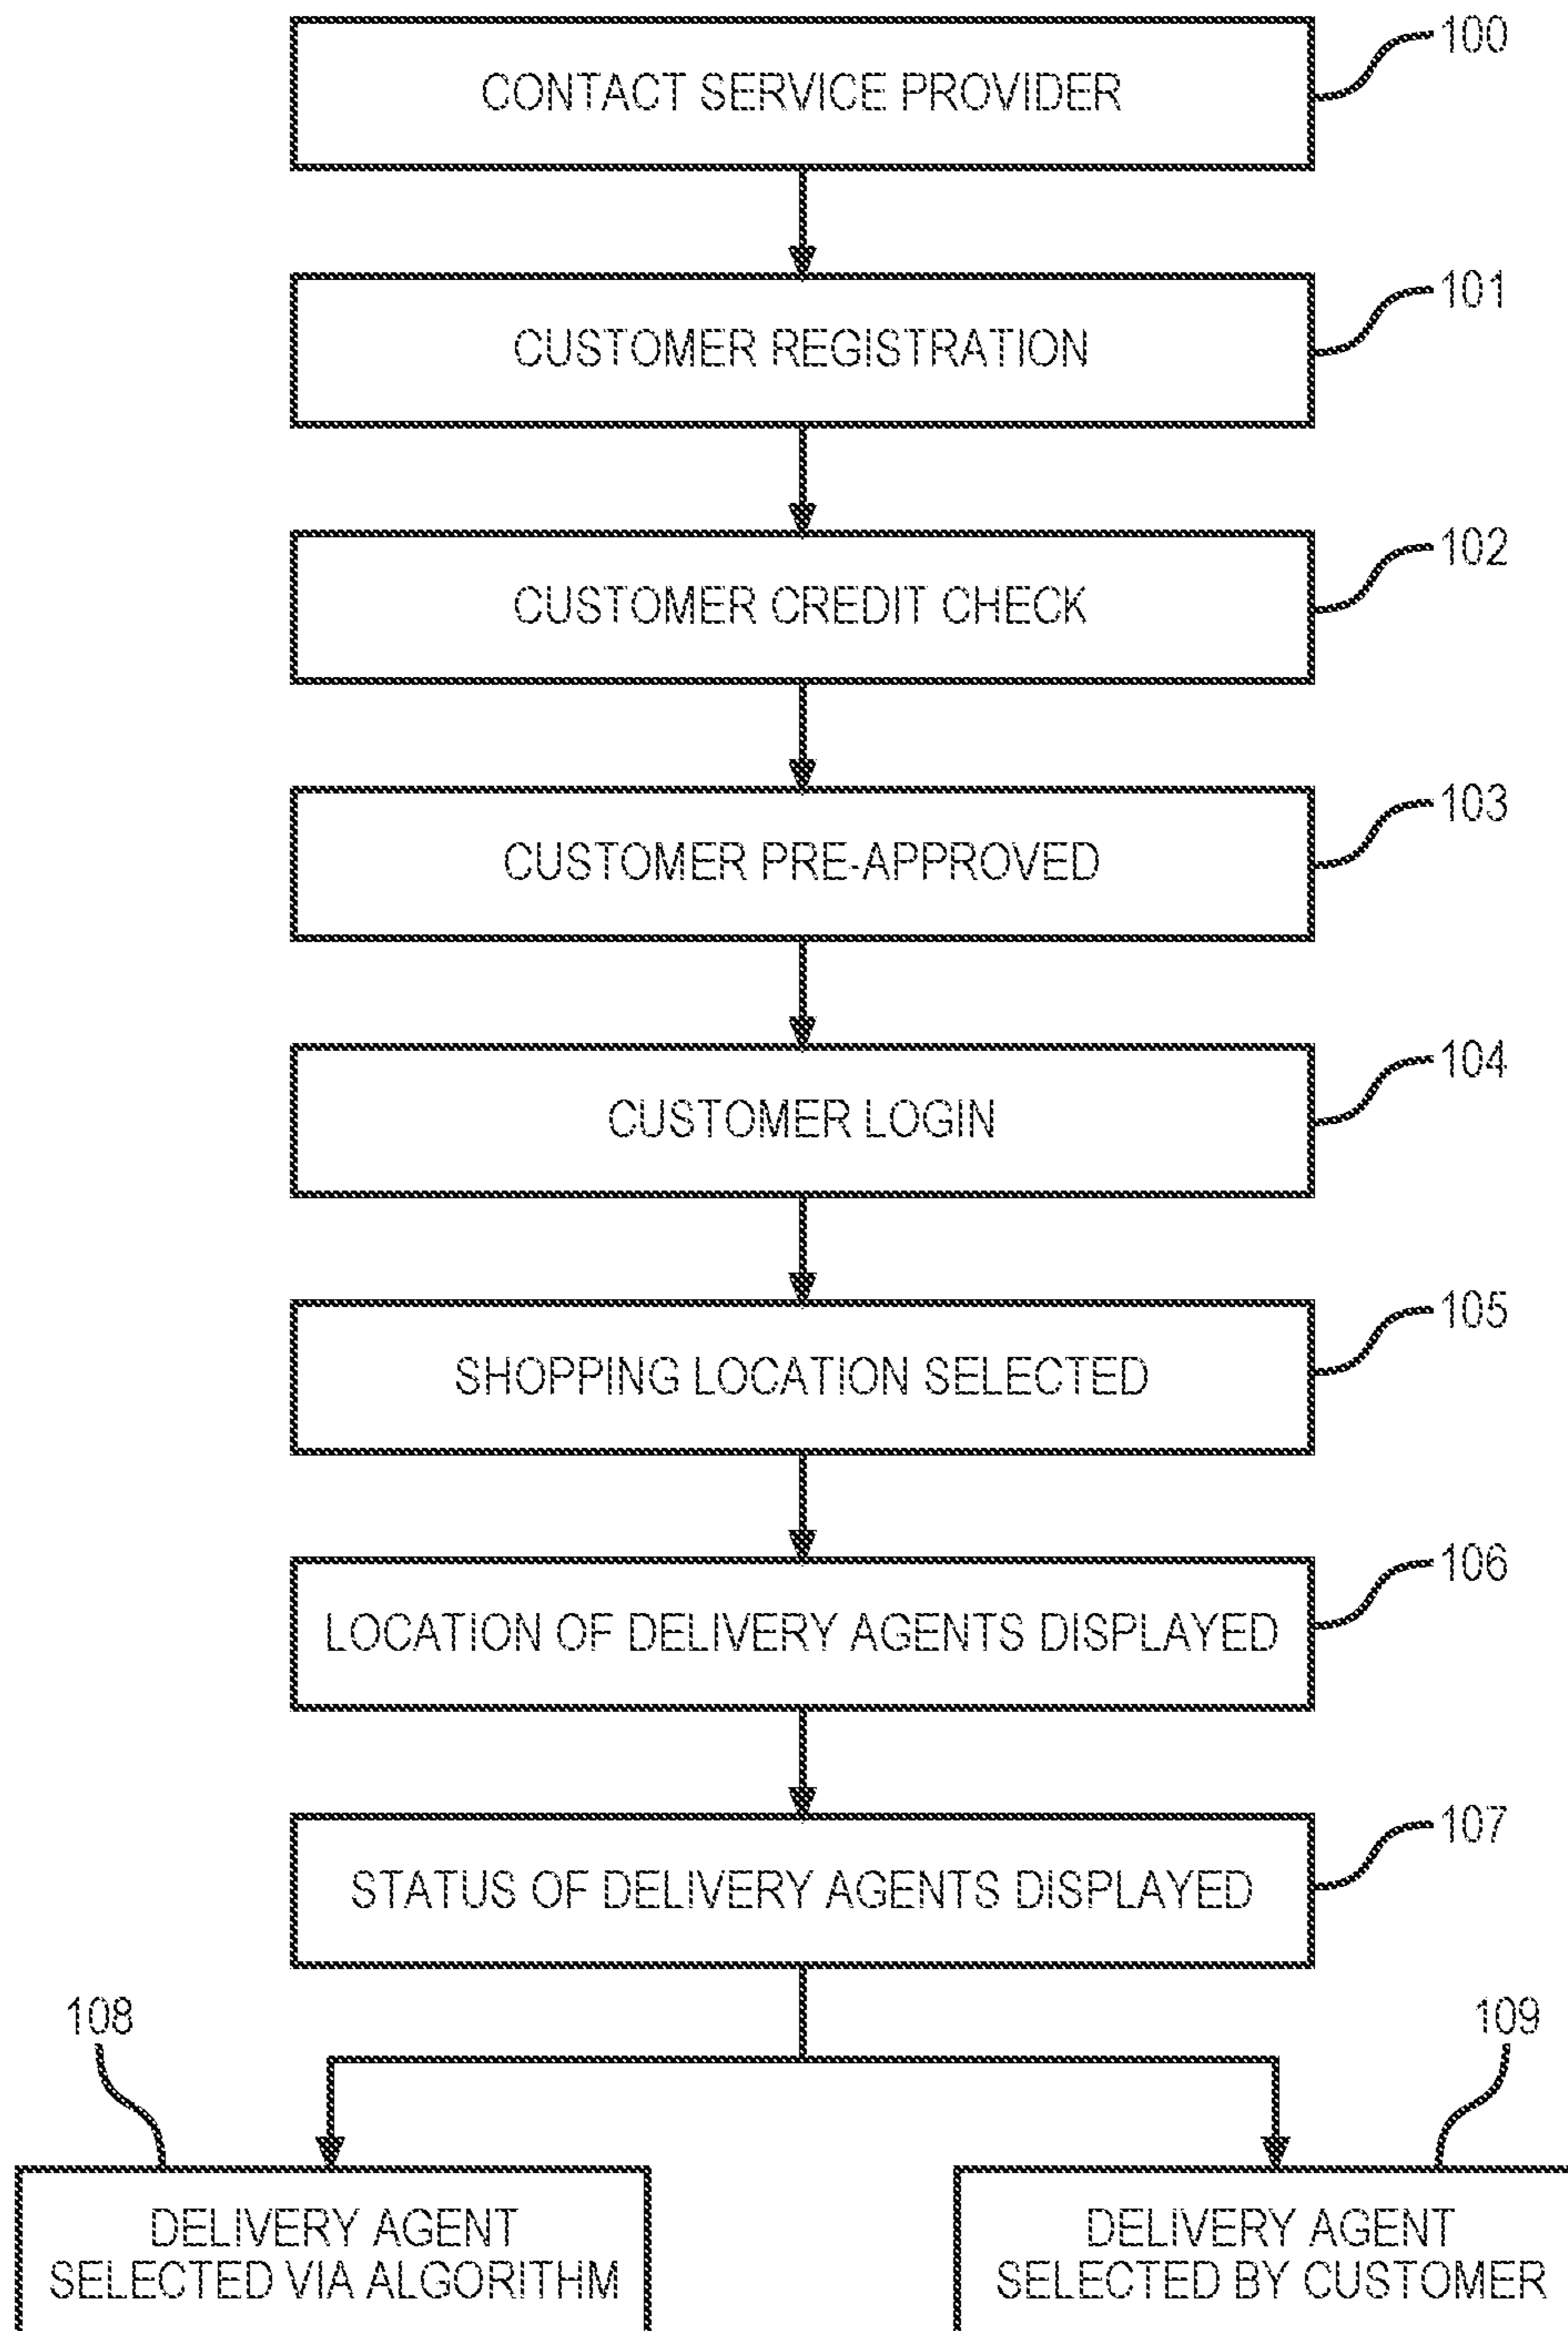 100
CONTACT SERVICE PROVIDER
101
CUSTOMER REGISTRATION
102
CUSTOMER CREDIT CHECK
103
CUSTOMER PRE-APPROVED
104
CUSTOMER LOGIN
105
SHOPPING LOCATION SELECTED
106
LOCATION OF DELIVERY AGENTS DISPLAYED
107
STATUS OF DELIVERY AGENTS DISPLAYED
108
DELIVERY AGENT
SELECTED VIA ALGORITHM
109
DELIVERY AGENT
SELECTED BY CUSTOMER